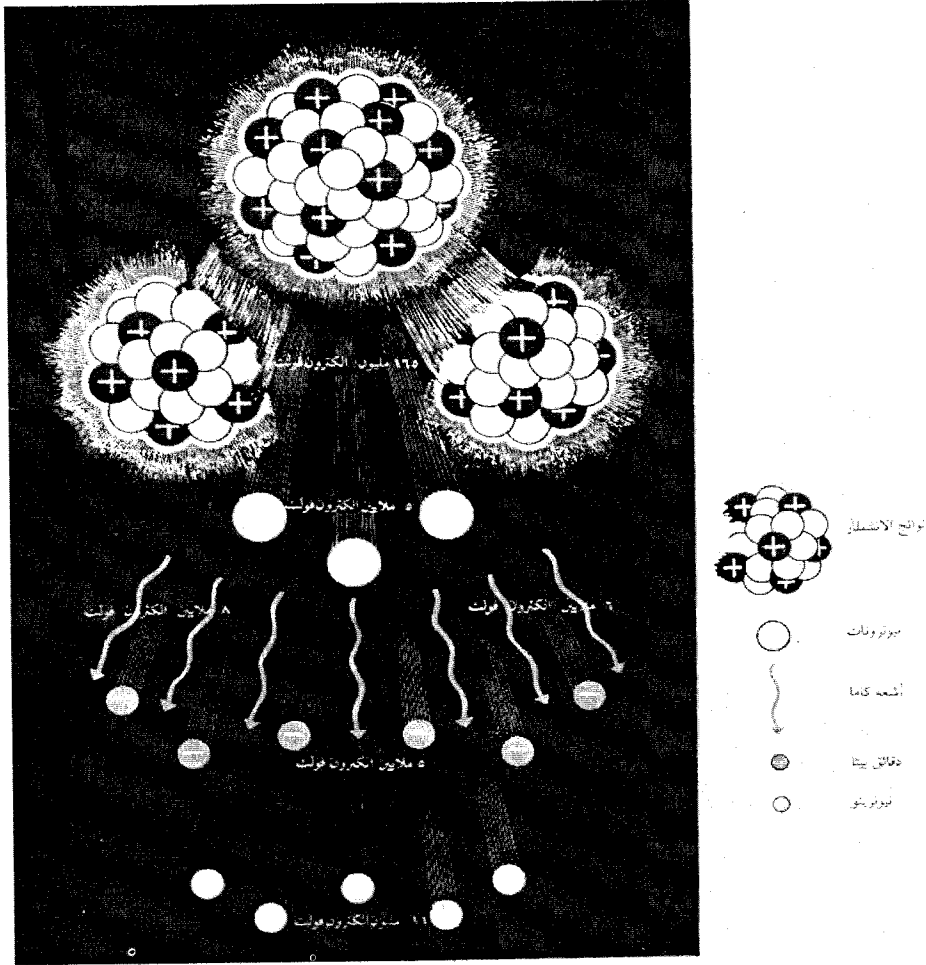 ١٦٥ مليون الكترون فولت
٥ ملايين الكترون فولت
٨ ملايين الكترون فولت
٦ ملايين الكترون فولت
٥ ملايين الكترون فولت
١١ مليون الكترون فولت
نواتج الانشطار
نيوترونات
أشعه كاما
دقائق بيتا
نيوترينو